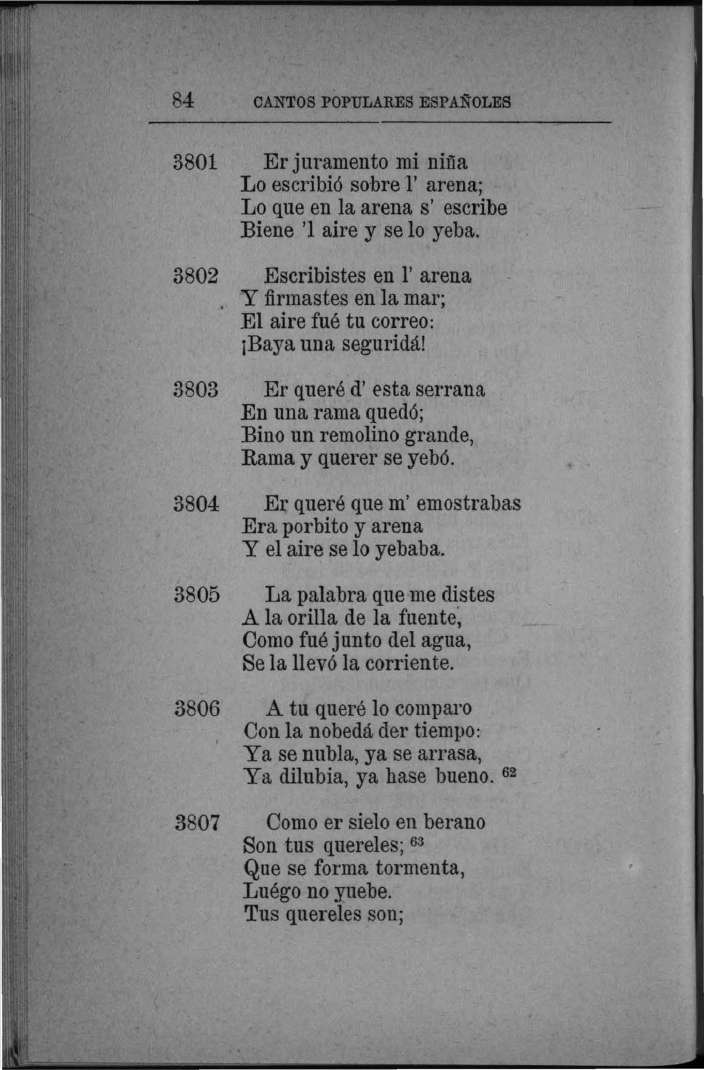 84 CANTOS POPULARES ESPAÑOLES
3801 Er juramento mi niña
Lo escribió sobre l' arena;
Lo que en la arena s' escribe
Biene 'l aire y se lo yeba.
3802 Escribistes en l' arena
Y firmastes en la mar;
El aire fué tu correo:
¡Baya una seguridá!
3803 Er queré d' esta serrana
En una rama quedó;
Bino un remolino grande,
Rama y querer se yebó.
3804 Er queré que m' emostrabas
Era porbito y arena
Y el aire se lo yebaba.
3805 La palabra que me distes
A la orilla de la fuente,
Como fué junto del agua,
Se la llevó la corriente.
3806 A tu queré lo comparo
Con la nobedá der tiempo:
Ya se nubla, ya se arrasa,
Ya dilubia, ya hase bueno. 62
3807 Como er sielo en berano
Son tus quereles; 63
Que se forma tormenta,
Luégo no yuebe.
Tus quereles son;